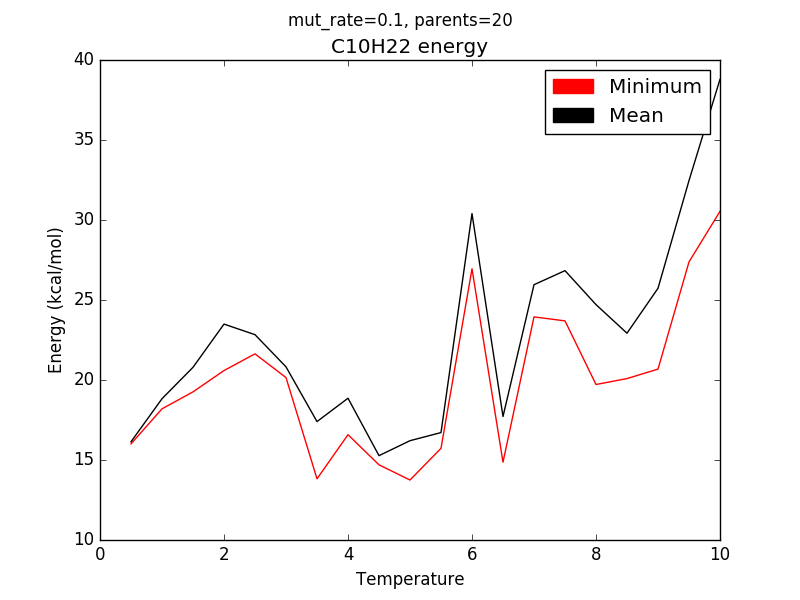 mut_rate=0.1, parents=20
C10H22 energy
Minimum
Mean
Energy (kcal/mol)
40
35
30
25
20
15
10
0 2 4 6 8 10
Temperature